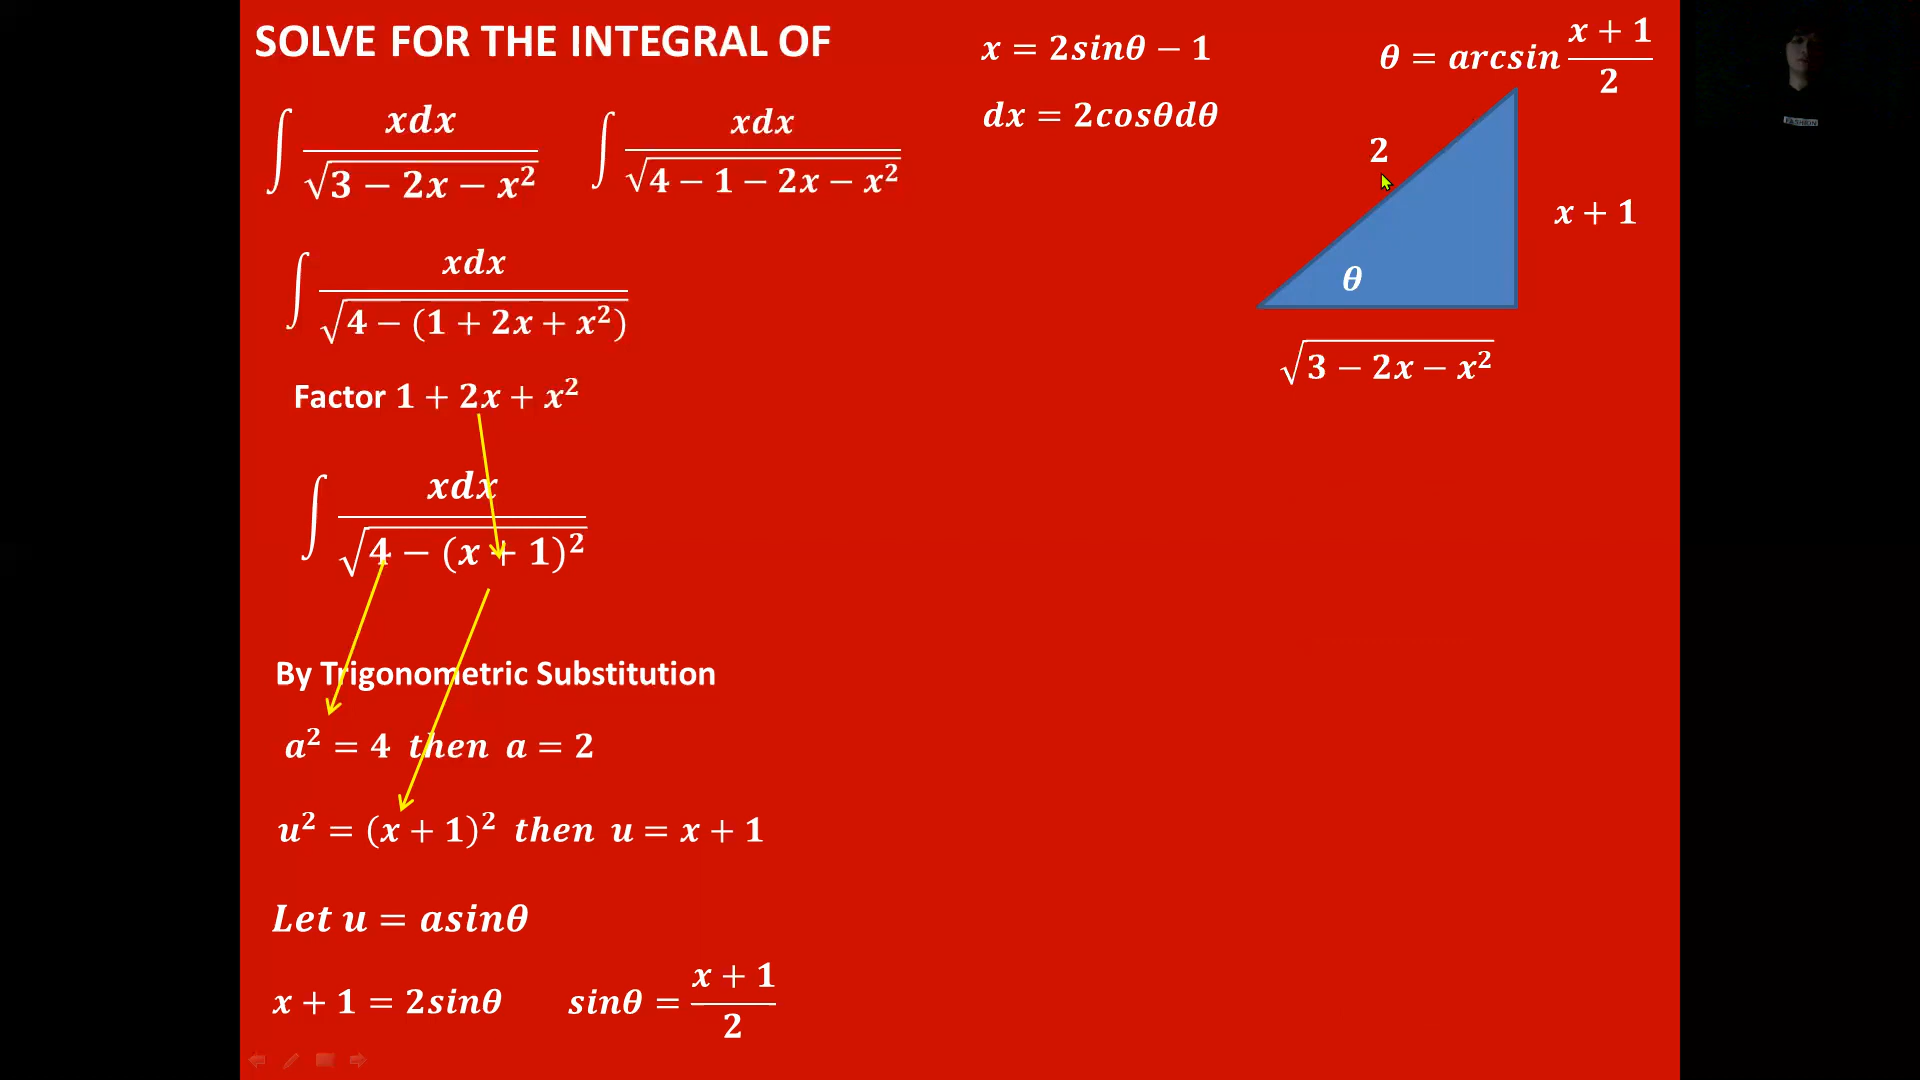 SOLVE FOR THE INTEGRAL OF
∫ xdx / √(3 − 2x − x²)    ∫ xdx / √(4 − 1 − 2x − x²)
∫ xdx / √(4 − (1 + 2x + x²))
Factor 1 + 2x + x²
∫ xdx / √(4 − (x + 1)²)
By Trigonometric Substitution
a² = 4 then a = 2
u² = (x + 1)² then u = x + 1
Let u = asinθ
x + 1 = 2sinθ    sinθ = (x + 1) / 2
x = 2sinθ − 1
dx = 2cosθdθ
θ = arcsin (x + 1) / 2
2
x + 1
θ
√(3 − 2x − x²)
FASHION